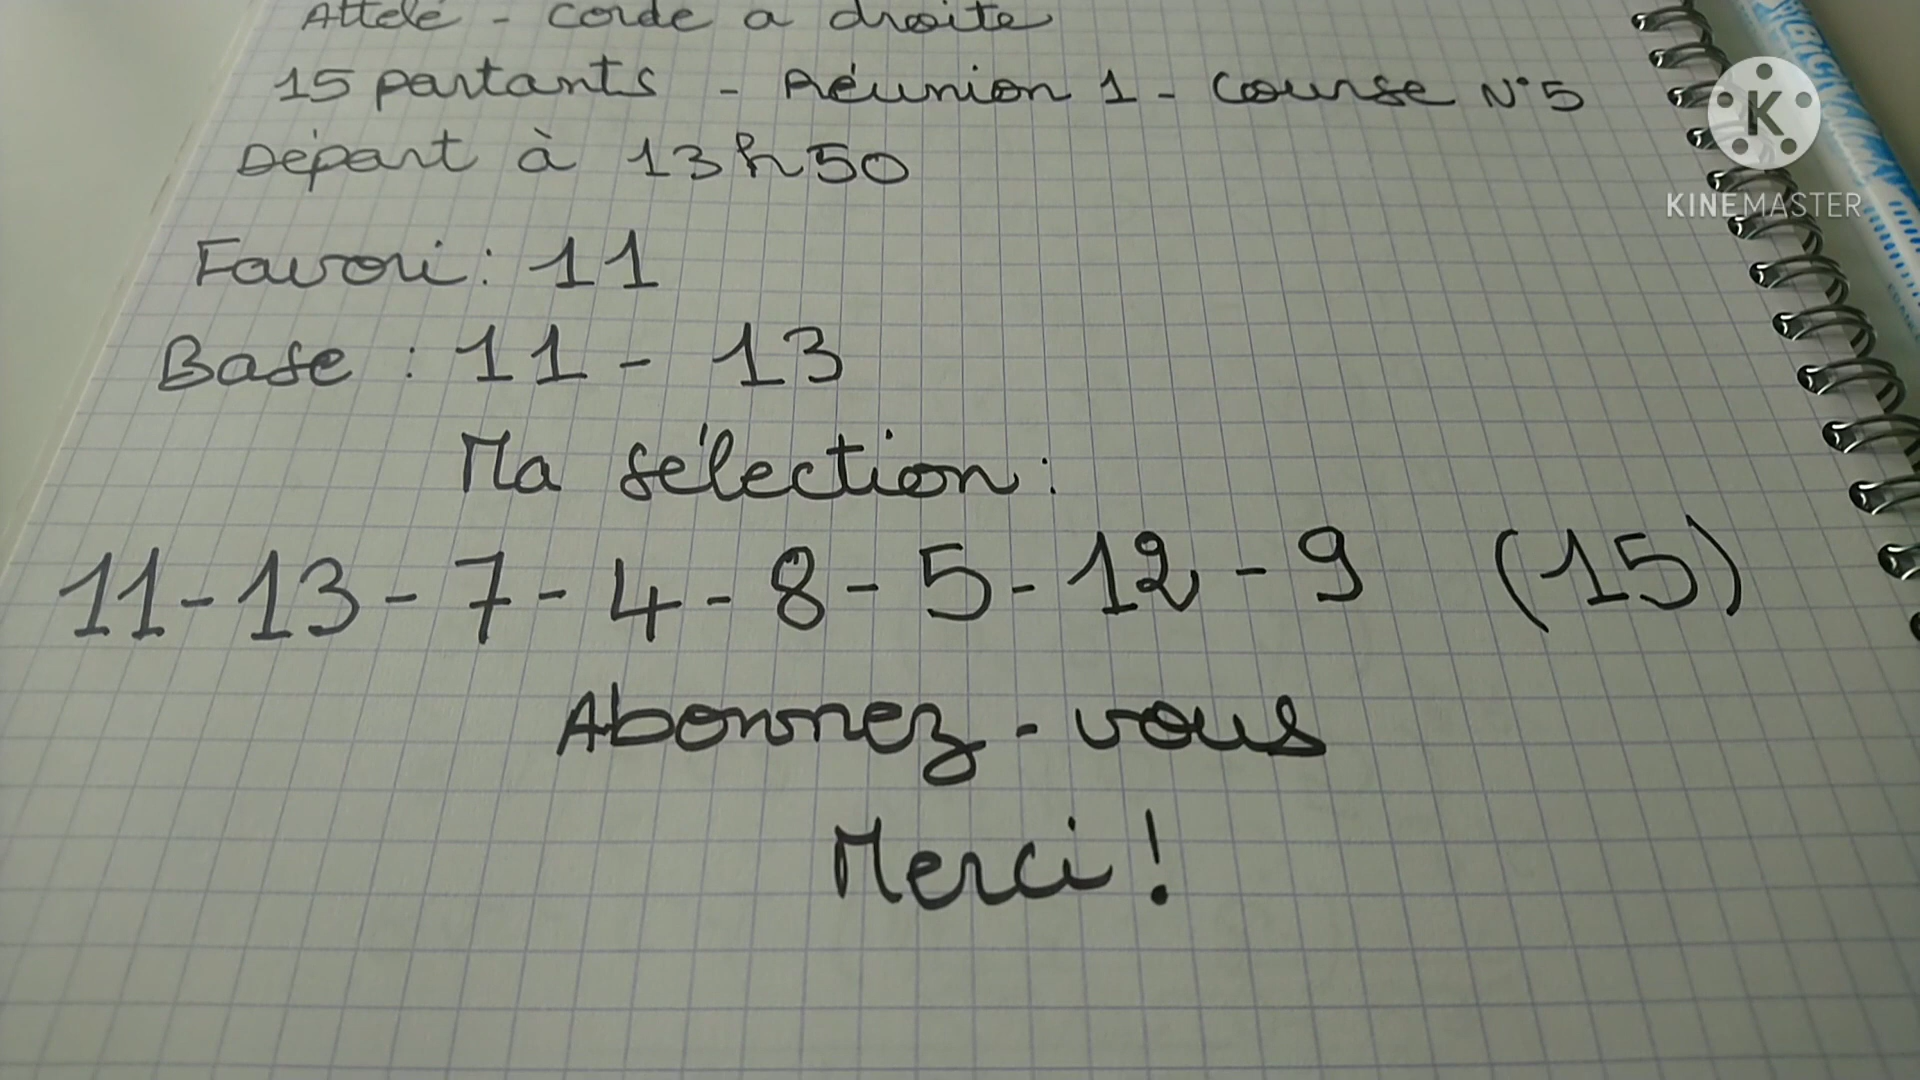 Attelé - Corde a droite
15 partants - Réunion 1 - Course N°5
Départ à 13h50
Favori : 11
Base : 11 - 13
Ma sélection :
11 - 13 - 7 - 4 - 8 - 5 - 12 - 9 (15)
Abonnez-vous
Merci !
K
KINEMASTER